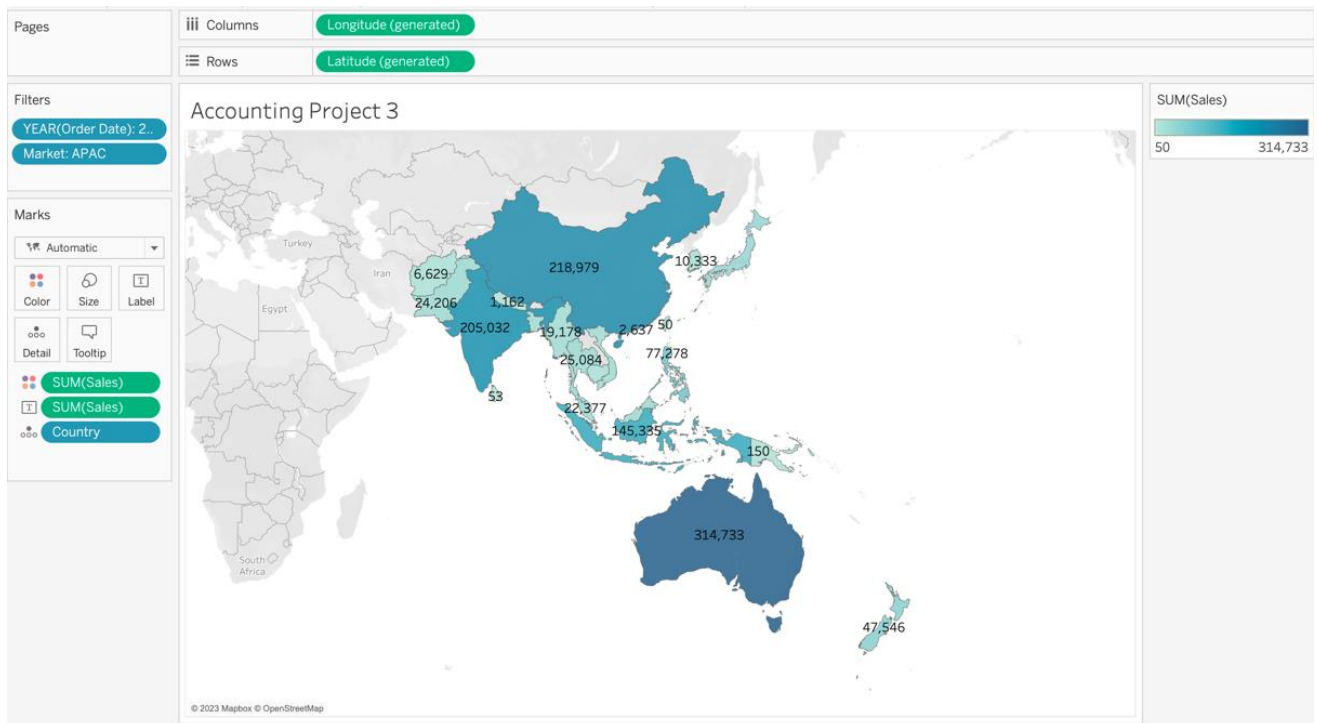 Pages
Columns
Longitude (generated)
Rows
Latitude (generated)
Filters
YEAR(Order Date): 2..
Market: APAC
Marks
Automatic
Color
Size
Label
Detail
Tooltip
SUM(Sales)
SUM(Sales)
Country
Accounting Project 3
Turkey
Iran
Egypt
South
Africa
218,979
10,333
6,629
24,206
1,162
205,032
19,178
2,637
50
77,278
25,084
53
22,377
145,335
150
314,733
47,546
© 2023 Mapbox © OpenStreetMap
SUM(Sales)
50
314,733